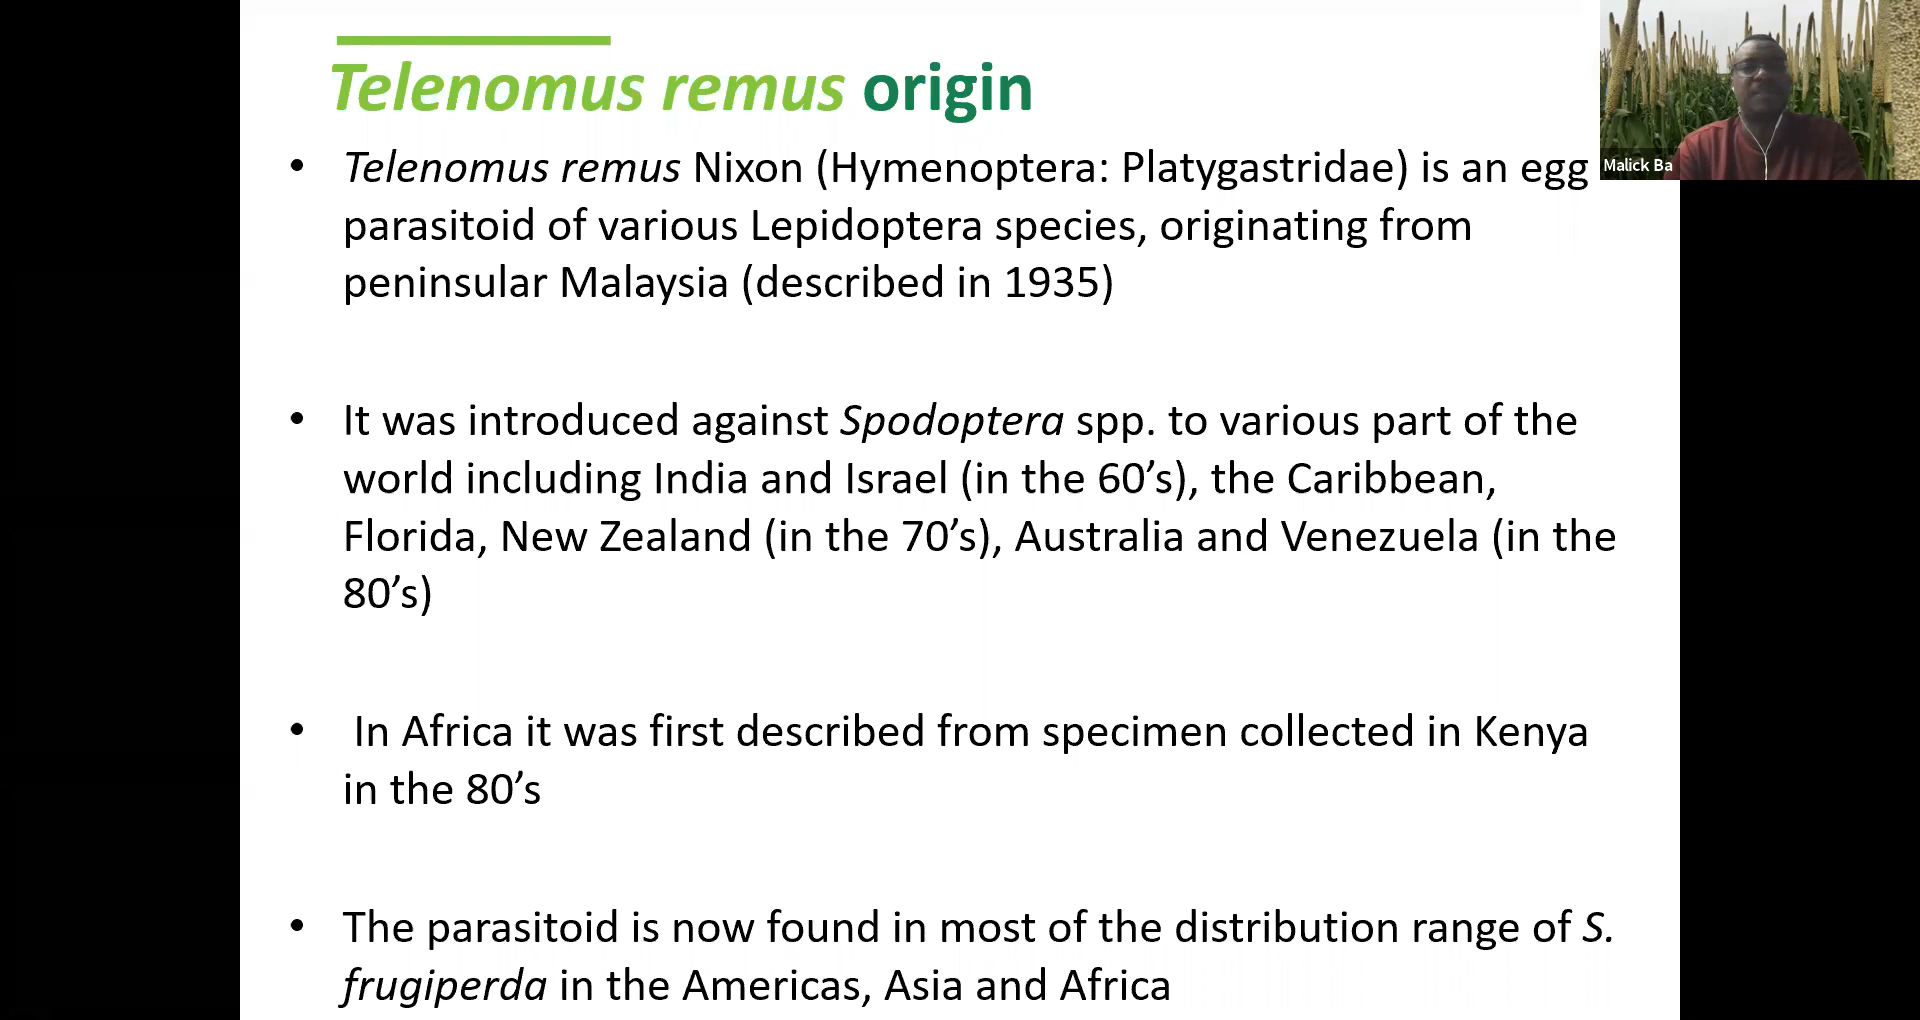 Telenomus remus origin
• Telenomus remus Nixon (Hymenoptera: Platygastridae) is an egg
parasitoid of various Lepidoptera species, originating from
peninsular Malaysia (described in 1935)
• It was introduced against Spodoptera spp. to various part of the
world including India and Israel (in the 60’s), the Caribbean,
Florida, New Zealand (in the 70’s), Australia and Venezuela (in the
80’s)
• In Africa it was first described from specimen collected in Kenya
in the 80’s
• The parasitoid is now found in most of the distribution range of S.
frugiperda in the Americas, Asia and Africa
Malick Ba